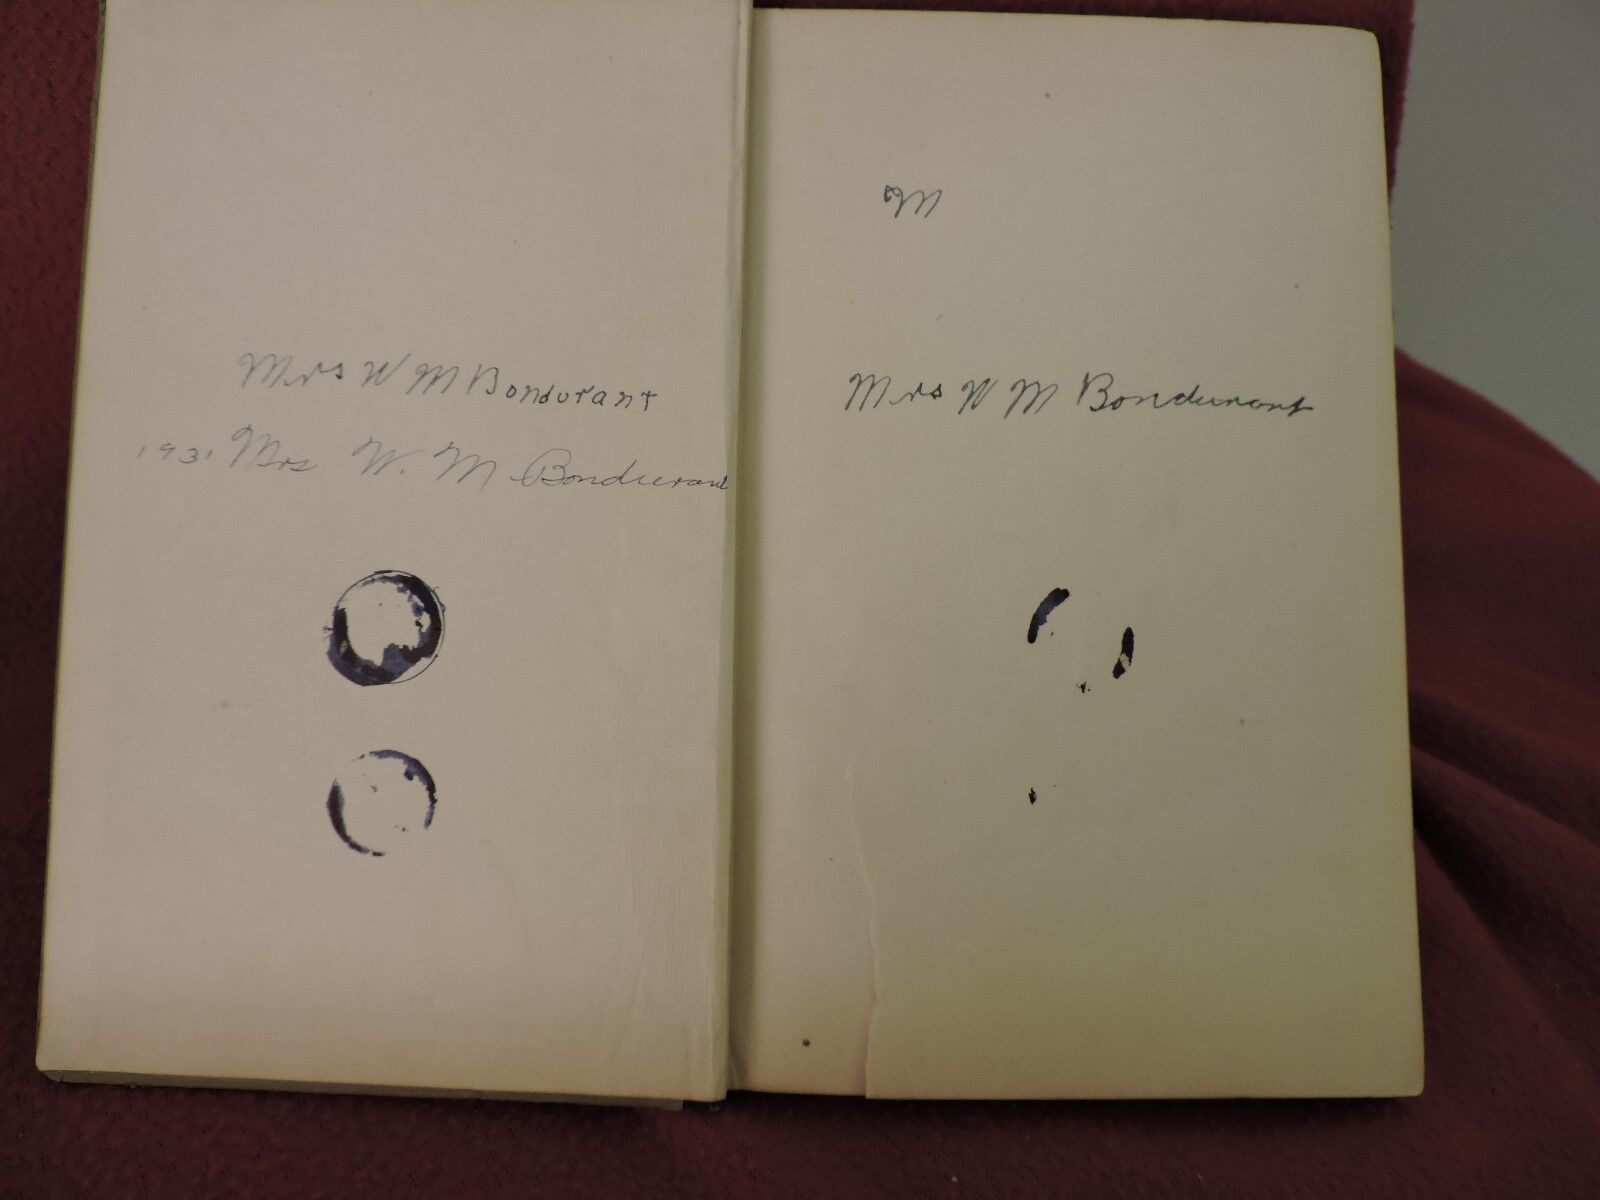 Mrs W M Bondurant
1931 Mrs W. M Bondurant
M
Mrs W M Bondurant